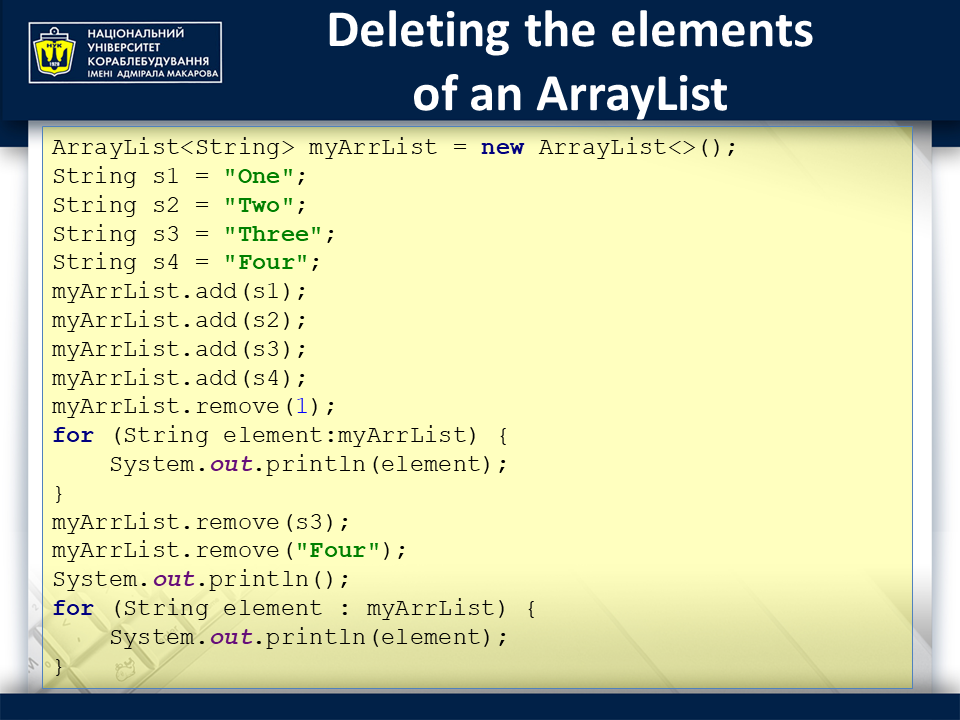 НАЦІОНАЛЬНИЙ
УНІВЕРСИТЕТ
КОРАБЛЕБУДУВАННЯ
ІМЕНІ АДМІРАЛА МАКАРОВА
НУК
1920
Deleting the elements
of an ArrayList
ArrayList<String> myArrList = new ArrayList<>();
String s1 = "One";
String s2 = "Two";
String s3 = "Three";
String s4 = "Four";
myArrList.add(s1);
myArrList.add(s2);
myArrList.add(s3);
myArrList.add(s4);
myArrList.remove(1);
for (String element:myArrList) {
    System.out.println(element);
}
myArrList.remove(s3);
myArrList.remove("Four");
System.out.println();
for (String element : myArrList) {
    System.out.println(element);
}